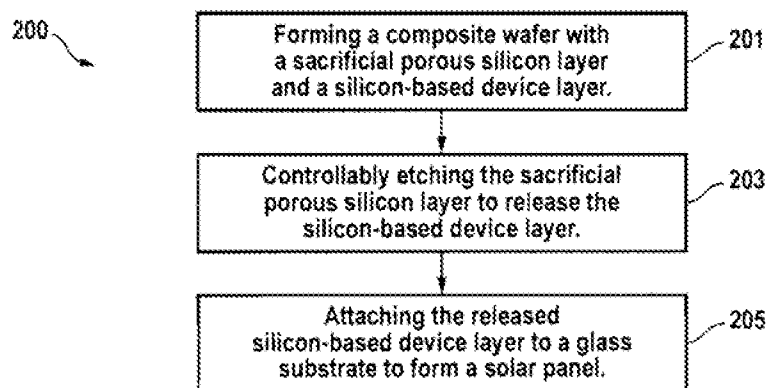 200
Forming a composite wafer with
a sacrificial porous silicon layer
and a silicon-based device layer.
201
Controllably etching the sacrificial
porous silicon layer to release the
silicon-based device layer.
203
Attaching the released
silicon-based device layer to a glass
substrate to form a solar panel.
205